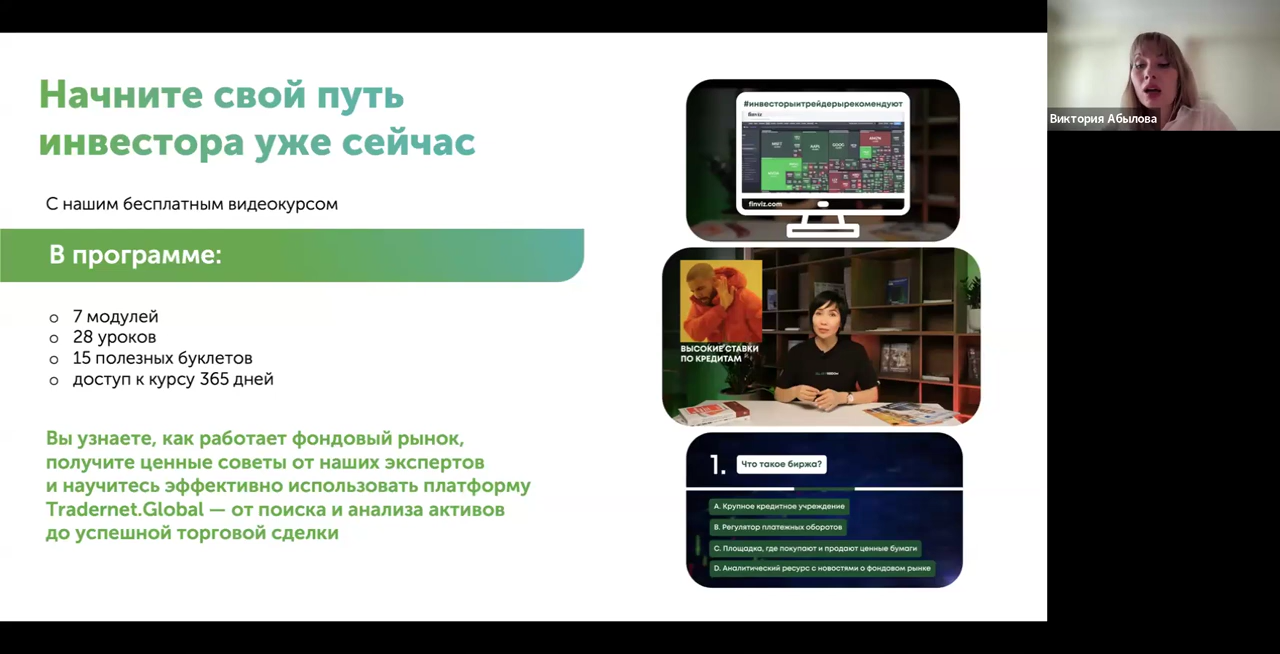 Начните свой путь
инвестора уже сейчас
С нашим бесплатным видеокурсом
В программе:
7 модулей
28 уроков
15 полезных буклетов
доступ к курсу 365 дней
Вы узнаете, как работает фондовый рынок,
получите ценные советы от наших экспертов
и научитесь эффективно использовать платформу
Tradernet.Global — от поиска и анализа активов
до успешной торговой сделки
#инвесторыитрейдерырекомендуют
finviz
finviz.com
ВЫСОКИЕ СТАВКИ
ПО КРЕДИТАМ
1. Что такое биржа?
A. Крупное кредитное учреждение
B. Регулятор платежных оборотов
C. Площадка, где покупают и продают ценные бумаги
D. Аналитический ресурс с новостями о фондовом рынке
Виктория Абылова